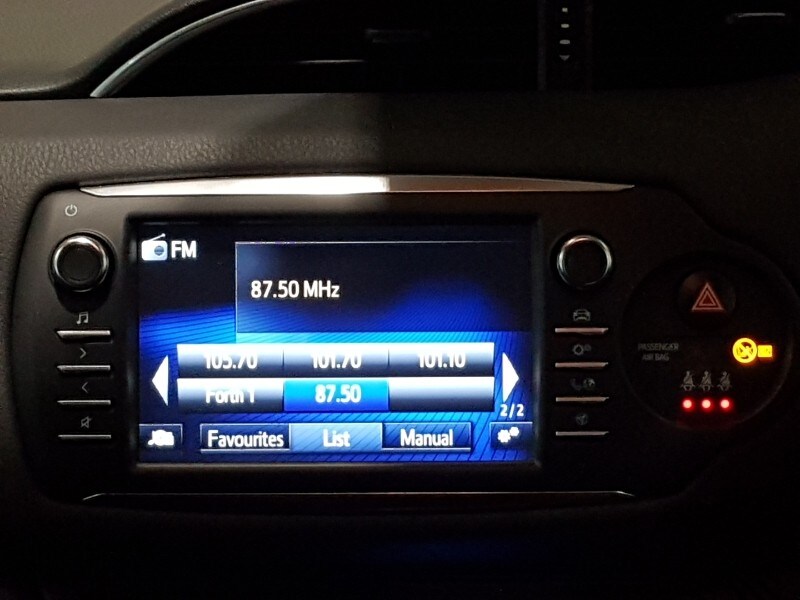 FM
87.50 MHz
105.70 101.70 101.10
Forth 1 87.50
2/2
Favourites List Manual
PASSENGER
AIR BAG